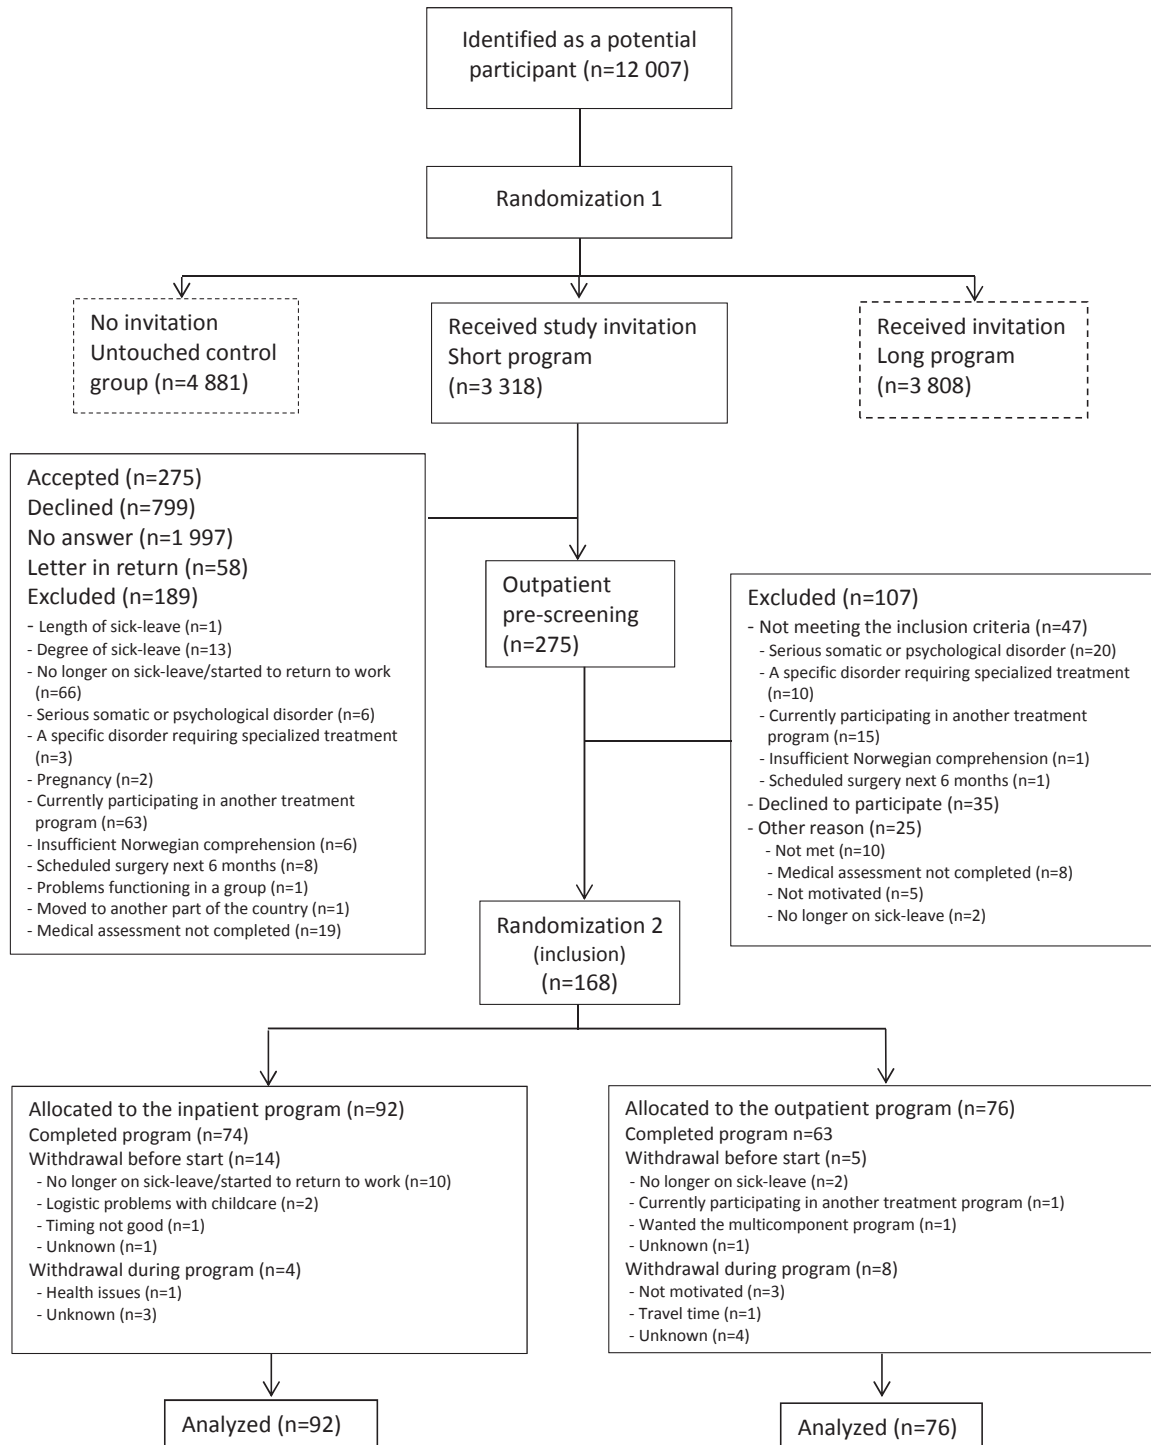 Identified as a potential
participant (n=12 007)
Randomization 1
No invitation
Untouched control
group (n=4 881)
Received study invitation
Short program
(n=3 318)
Received invitation
Long program
(n=3 808)
Accepted (n=275)
Declined (n=799)
No answer (n=1 997)
Letter in return (n=58)
Excluded (n=189)
- Length of sick-leave (n=1)
- Degree of sick-leave (n=13)
- No longer on sick-leave/started to return to work
(n=66)
- Serious somatic or psychological disorder (n=6)
- A specific disorder requiring specialized treatment
(n=3)
- Pregnancy (n=2)
- Currently participating in another treatment
program (n=63)
- Insufficient Norwegian comprehension (n=6)
- Scheduled surgery next 6 months (n=8)
- Problems functioning in a group (n=1)
- Moved to another part of the country (n=1)
- Medical assessment not completed (n=19)
Outpatient
pre-screening
(n=275)
Excluded (n=107)
- Not meeting the inclusion criteria (n=47)
- Serious somatic or psychological disorder (n=20)
- A specific disorder requiring specialized treatment
(n=10)
- Currently participating in another treatment
program (n=15)
- Insufficient Norwegian comprehension (n=1)
- Scheduled surgery next 6 months (n=1)
- Declined to participate (n=35)
- Other reason (n=25)
- Not met (n=10)
- Medical assessment not completed (n=8)
- Not motivated (n=5)
- No longer on sick-leave (n=2)
Randomization 2
(inclusion)
(n=168)
Allocated to the inpatient program (n=92)
Completed program (n=74)
Withdrawal before start (n=14)
- No longer on sick-leave/started to return to work (n=10)
- Logistic problems with childcare (n=2)
- Timing not good (n=1)
- Unknown (n=1)
Withdrawal during program (n=4)
- Health issues (n=1)
- Unknown (n=3)
Allocated to the outpatient program (n=76)
Completed program n=63
Withdrawal before start (n=5)
- No longer on sick-leave (n=2)
- Currently participating in another treatment program (n=1)
- Wanted the multicomponent program (n=1)
- Unknown (n=1)
Withdrawal during program (n=8)
- Not motivated (n=3)
- Travel time (n=1)
- Unknown (n=4)
Analyzed (n=92)
Analyzed (n=76)